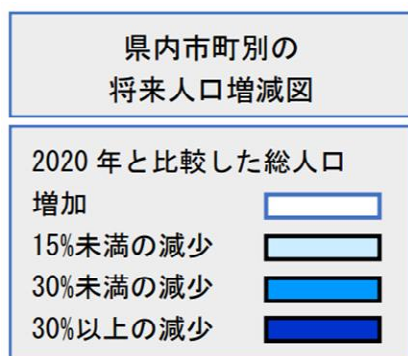 県内市町別の
将来人口増減図
2020 年と比較した総人口
増加
15%未満の減少
30%未満の減少
30%以上の減少